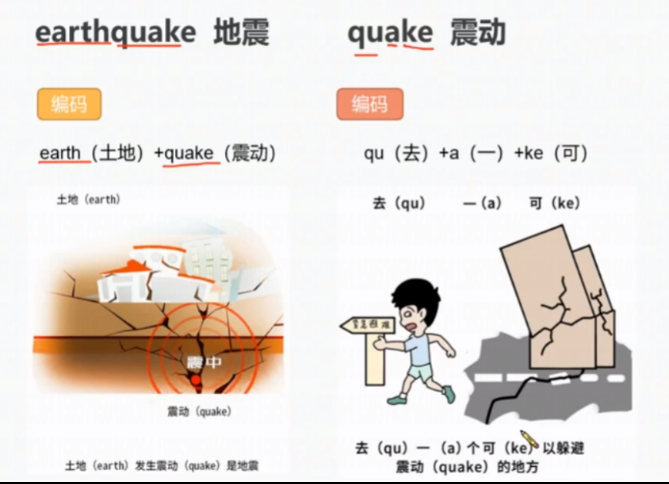 earthquake 地震
编码
earth（土地）+quake（震动）
土地（earth）
震中
震动（quake）
土地（earth）发生震动（quake）是地震
quake 震动
编码
qu（去）+a（一）+ke（可）
去（qu） 一（a） 可（ke）
去（qu）一（a）个可（ke）以躲避
震动（quake）的地方